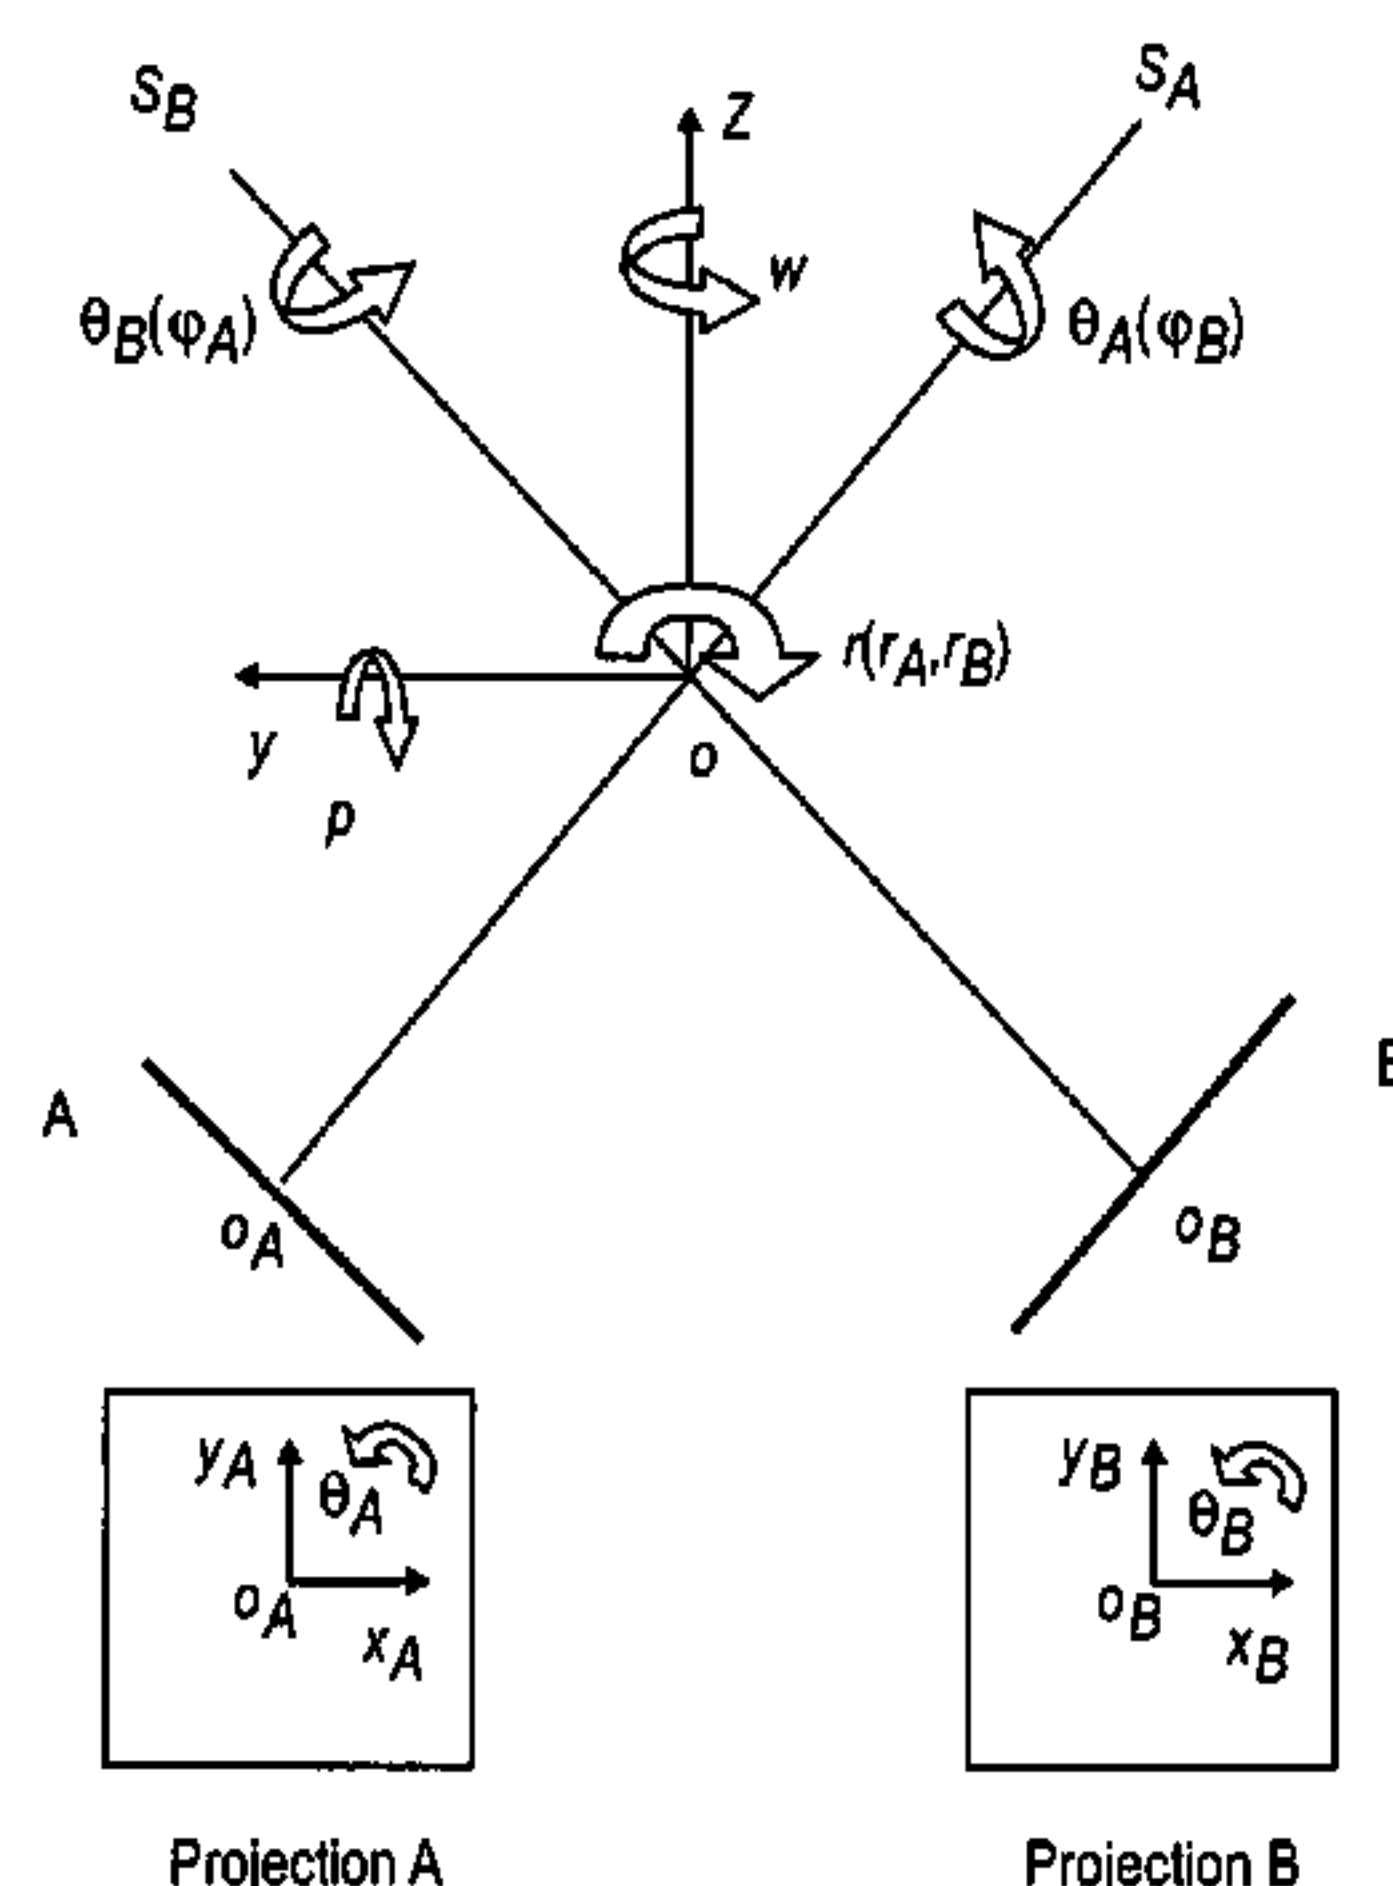 S_B
Z
S_A
w
θ_B(φ_A)
θ_A(φ_B)
r(r_A,r_B)
y
o
p
A
o_A
o_B
y_A
θ_A
o_A
x_A
y_B
θ_B
o_B
x_B
Projection A
Projection B